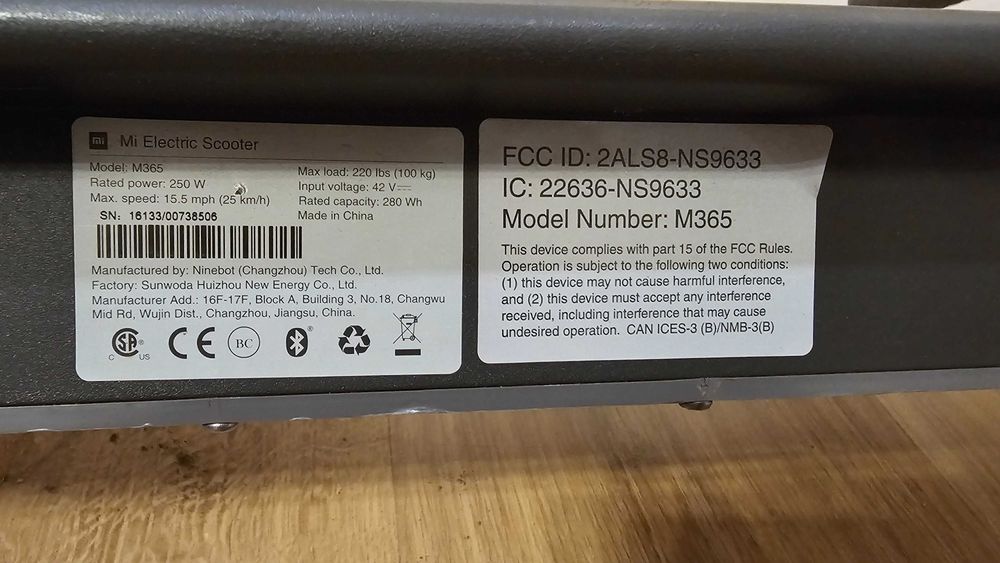 mi Mi Electric Scooter
Model: M365
Rated power: 250 W
Max. speed: 15.5 mph (25 km/h)
Max load: 220 lbs (100 kg)
Input voltage: 42 V⎓
Rated capacity: 280 Wh
Made in China
SN: 16133/00738506
Manufactured by: Ninebot (Changzhou) Tech Co., Ltd.
Factory: Sunwoda Huizhou New Energy Co., Ltd.
Manufacturer Add.: 16F-17F, Block A, Building 3, No.18, Changwu
Mid Rd, Wujin Dist., Changzhou, Jiangsu, China.
C SA ® US CE BC ®
FCC ID: 2ALS8-NS9633
IC: 22636-NS9633
Model Number: M365
This device complies with part 15 of the FCC Rules.
Operation is subject to the following two conditions:
(1) this device may not cause harmful interference,
and (2) this device must accept any interference
received, including interference that may cause
undesired operation. CAN ICES-3 (B)/NMB-3(B)